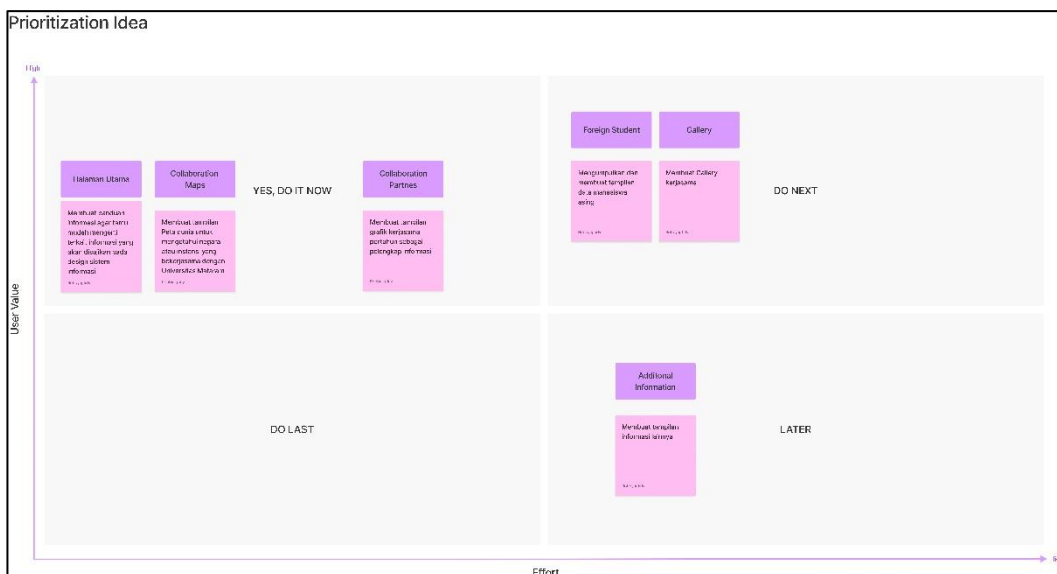 Prioritization Idea
High
User Value
Halaman Utama
Membuat panduan
informasi agar tamu
mudah mengerti
terkait informasi yang
akan disajikan pada
design sistem
informasi
Collaboration
Maps
Membuat tampilan
Peta dunia untuk
mengetahui negara
atau instansi yang
bekerjasama dengan
Universitas Mataram
YES, DO IT NOW
Collaboration
Partnes
Membuat tampilan
grafik kerjasama
pertahun sebagai
pelengkap informasi
Foreign Student
Mengumpulkan dan
membuat tampilan
data mahasiswa
asing
Gallery
Membuat Gallery
kerjasama
DO NEXT
DO LAST
Additonal
Information
Membuat tampilan
informasi lainnya
LATER
Effort